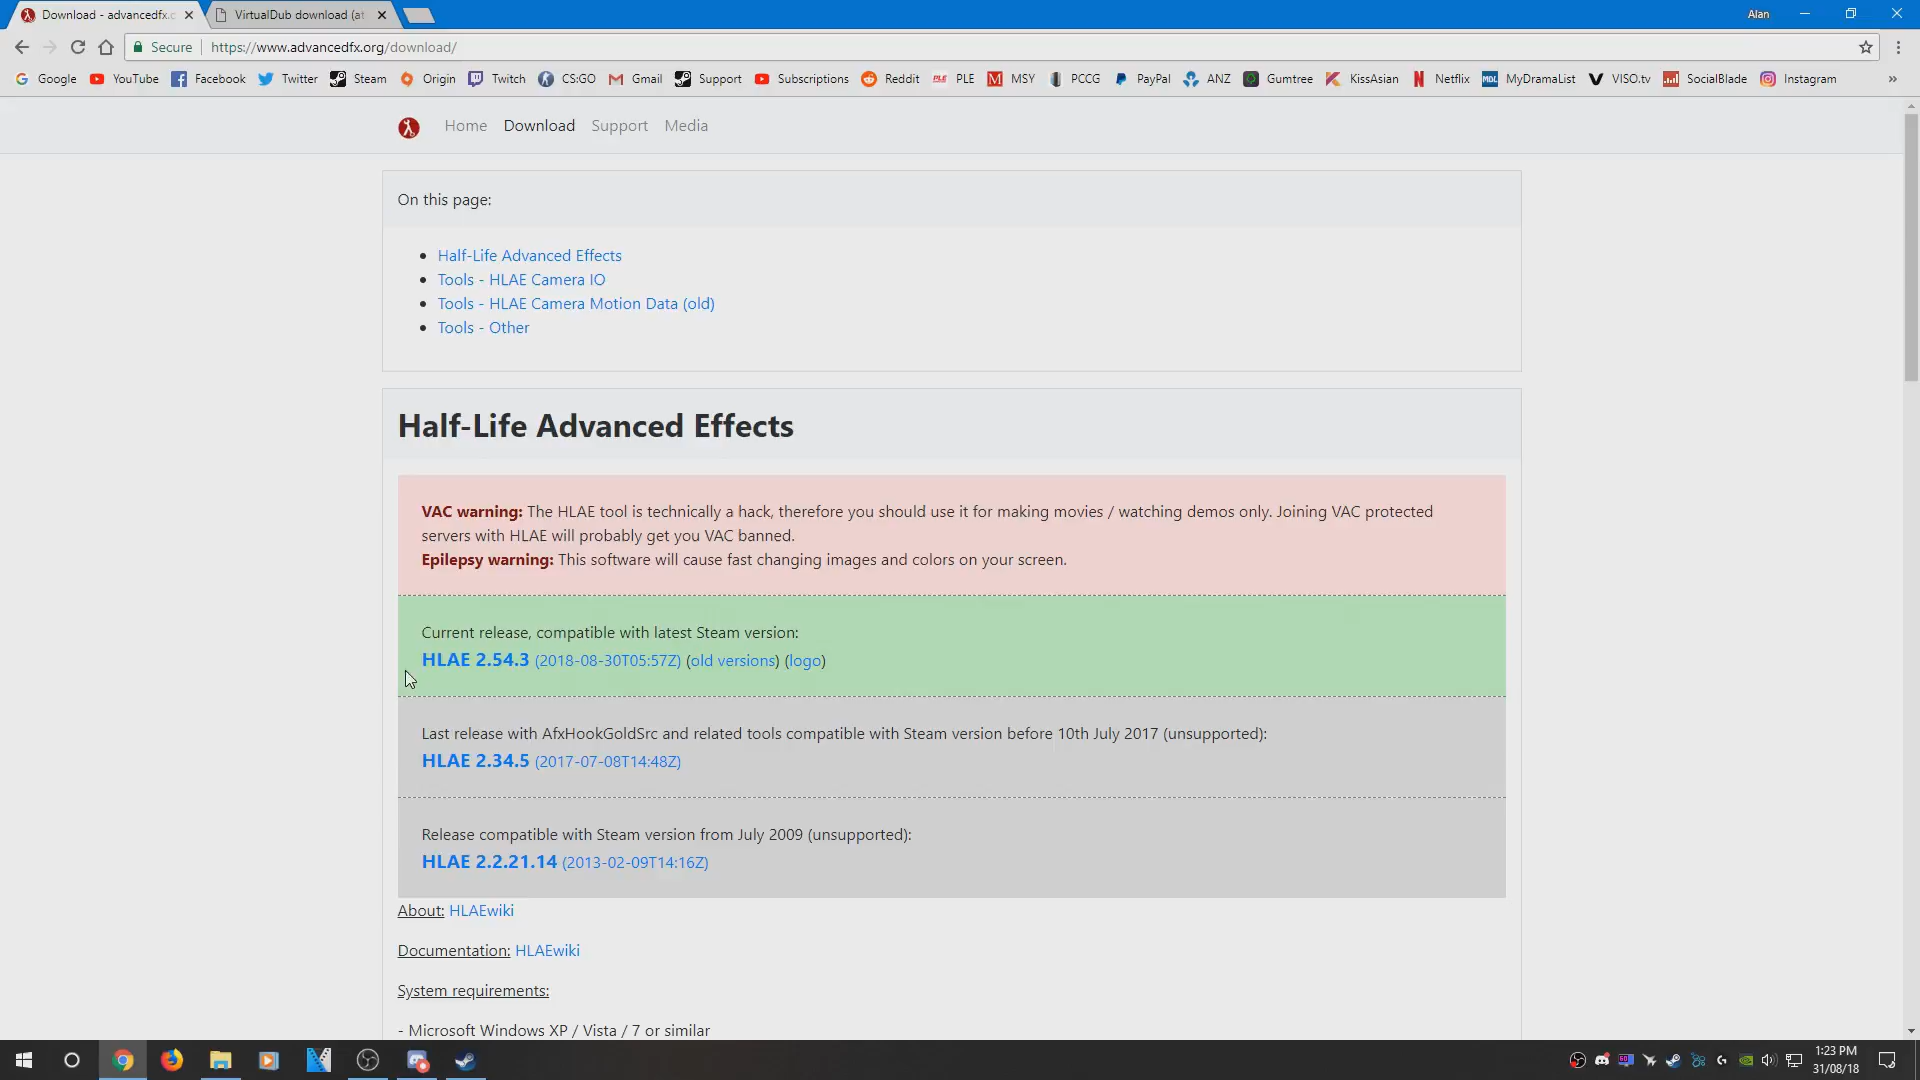 Download - advancedfx.o
VirtualDub download (at
Alan
Secure
https://www.advancedfx.org/download/
Google
YouTube
Facebook
Twitter
Steam
Origin
Twitch
CS:GO
Gmail
Support
Subscriptions
Reddit
PLE
MSY
PCCG
PayPal
ANZ
Gumtree
KissAsian
Netflix
MyDramaList
VISO.tv
SocialBlade
Instagram
»
Home
Download
Support
Media
On this page:
Half-Life Advanced Effects
Tools - HLAE Camera IO
Tools - HLAE Camera Motion Data (old)
Tools - Other
Half-Life Advanced Effects
VAC warning: The HLAE tool is technically a hack, therefore you should use it for making movies / watching demos only. Joining VAC protected
servers with HLAE will probably get you VAC banned.
Epilepsy warning: This software will cause fast changing images and colors on your screen.
Current release, compatible with latest Steam version:
HLAE 2.54.3 (2018-08-30T05:57Z) (old versions) (logo)
Last release with AfxHookGoldSrc and related tools compatible with Steam version before 10th July 2017 (unsupported):
HLAE 2.34.5 (2017-07-08T14:48Z)
Release compatible with Steam version from July 2009 (unsupported):
HLAE 2.2.21.14 (2013-02-09T14:16Z)
About: HLAEwiki
Documentation: HLAEwiki
System requirements:
- Microsoft Windows XP / Vista / 7 or similar
1:23 PM
31/08/18